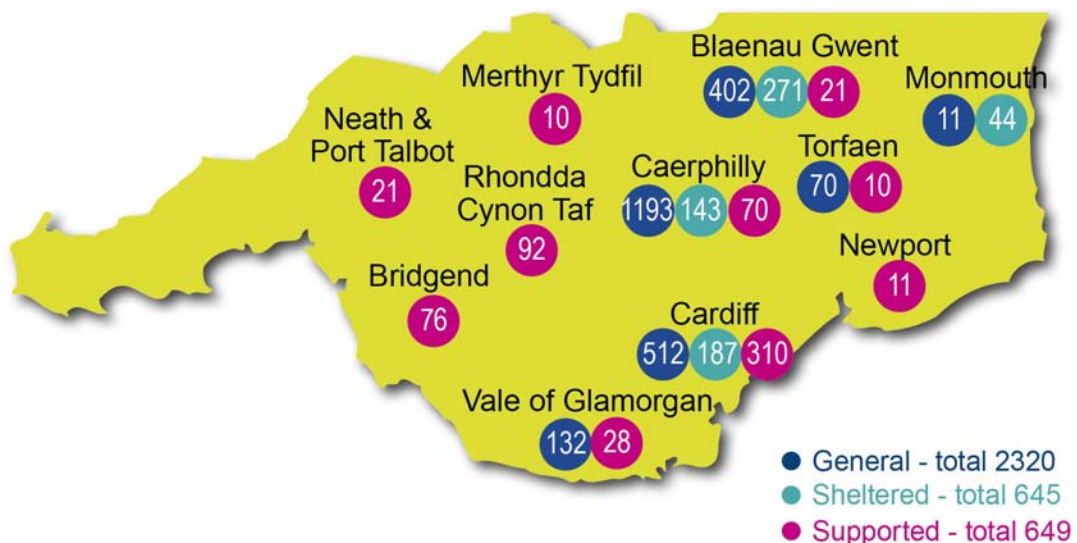 Blaenau Gwent
402 271 21
Monmouth
11 44
Merthyr Tydfil
10
Neath &
Port Talbot
21
Torfaen
70 10
Caerphilly
1193 143 70
Rhondda
Cynon Taf
92
Newport
11
Bridgend
76
Cardiff
512 187 310
Vale of Glamorgan
132 28
General - total 2320
Sheltered - total 645
Supported - total 649